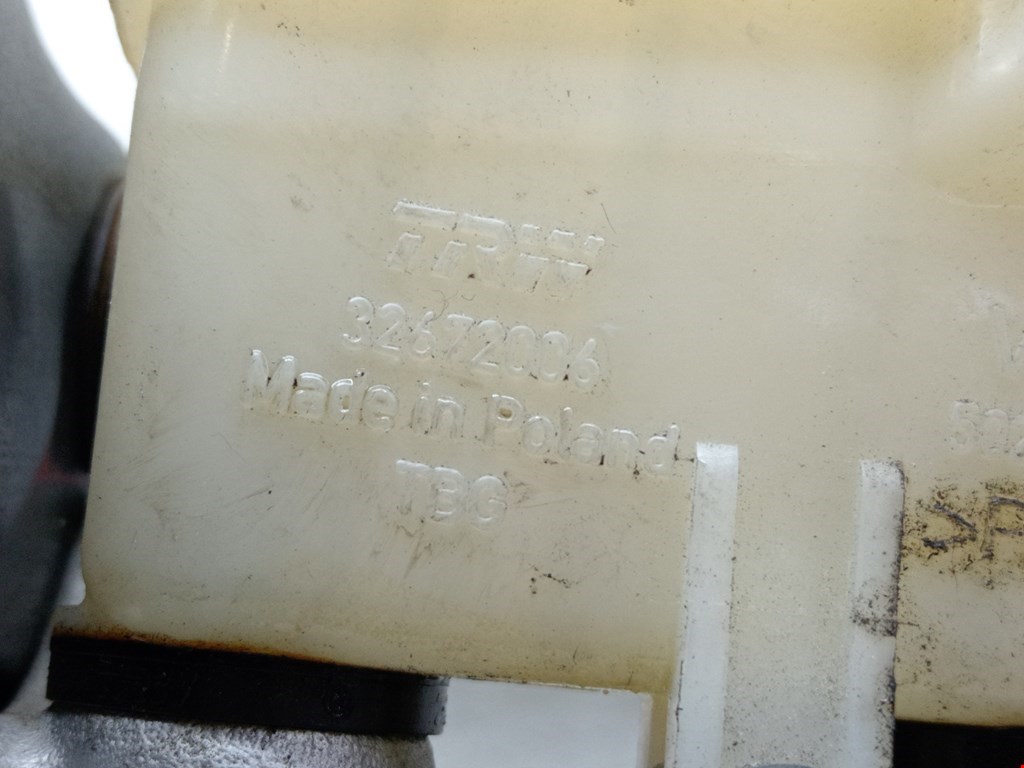 TRW
32672006
Made in Poland
TBG